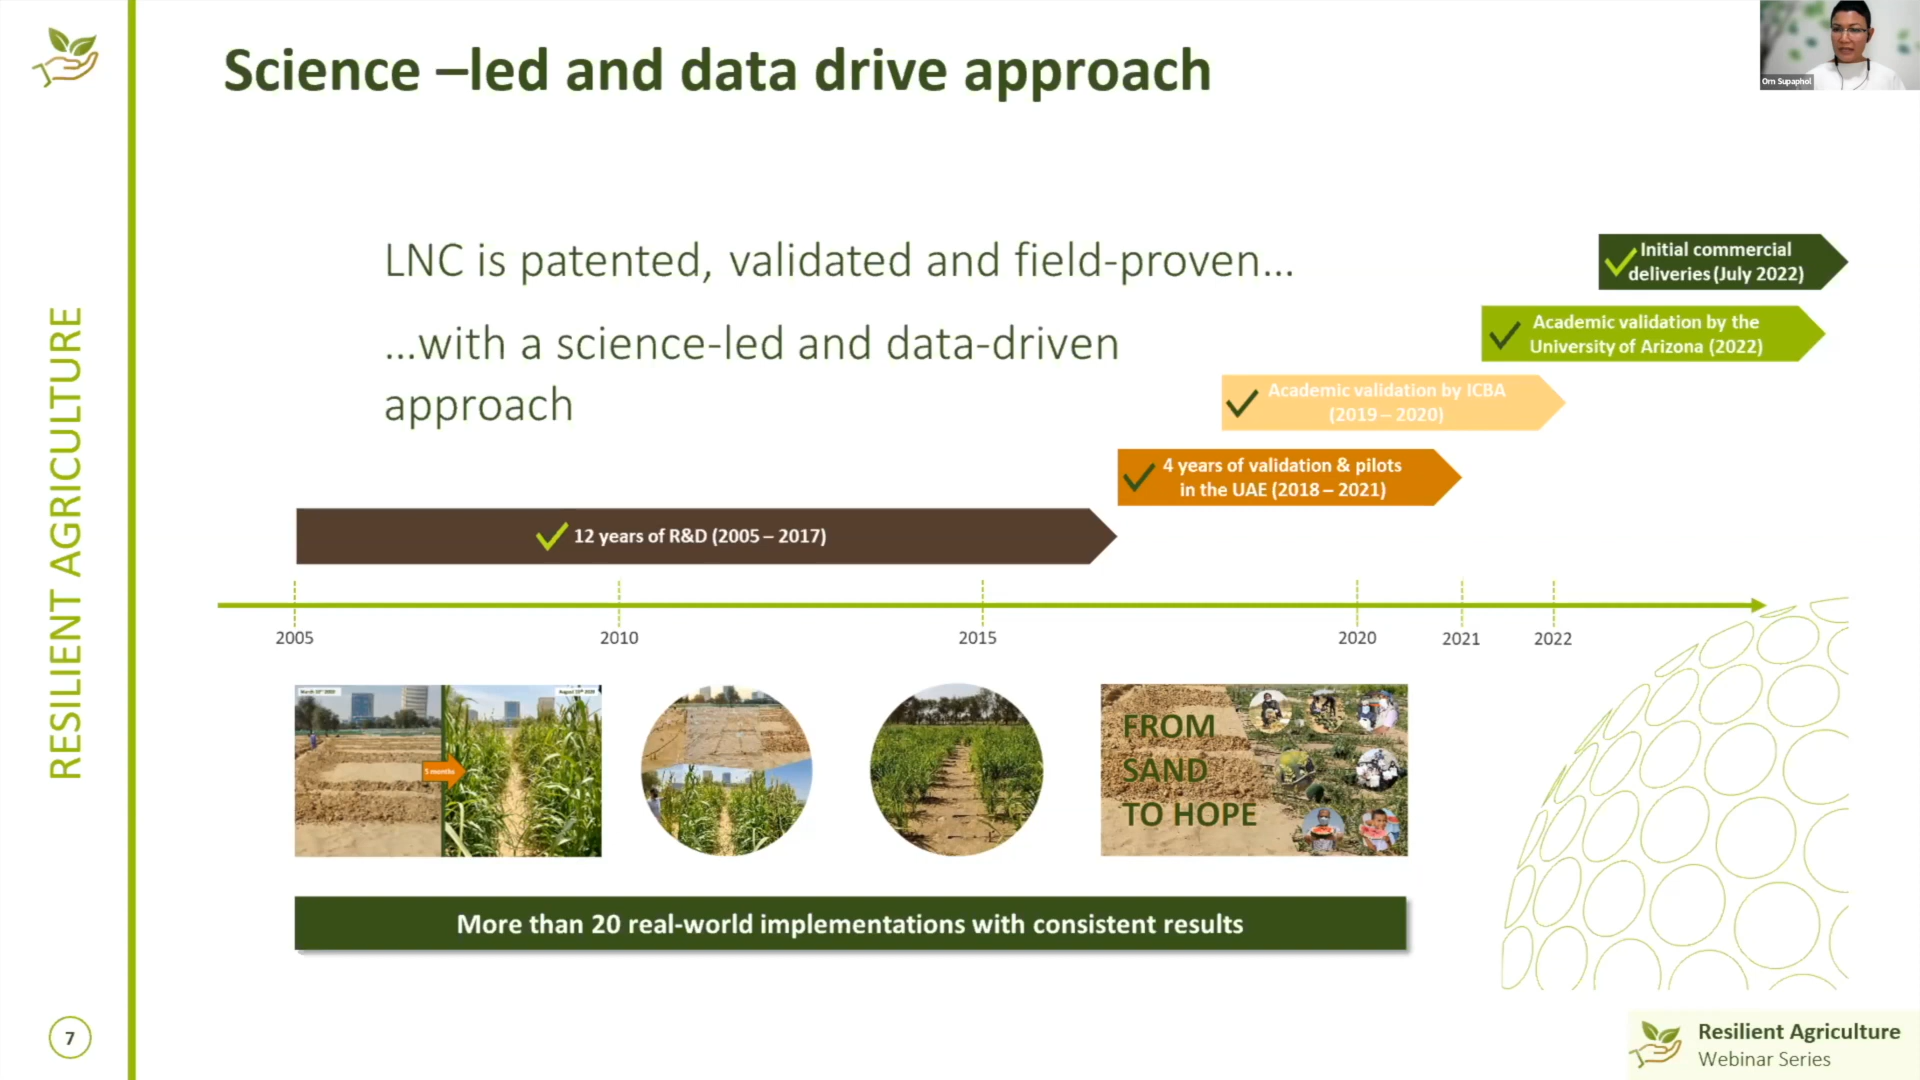 Science –led and data drive approach
Orn Supaphol
LNC is patented, validated and field-proven...
...with a science-led and data-driven
approach
Initial commercial
deliveries (July 2022)
Academic validation by the
University of Arizona (2022)
Academic validation by ICBA
(2019 – 2020)
4 years of validation & pilots
in the UAE (2018 – 2021)
12 years of R&D (2005 – 2017)
2005
2010
2015
2020
2021
2022
5 months
FROM
SAND
TO HOPE
More than 20 real-world implementations with consistent results
RESILIENT AGRICULTURE
7
Resilient Agriculture
Webinar Series